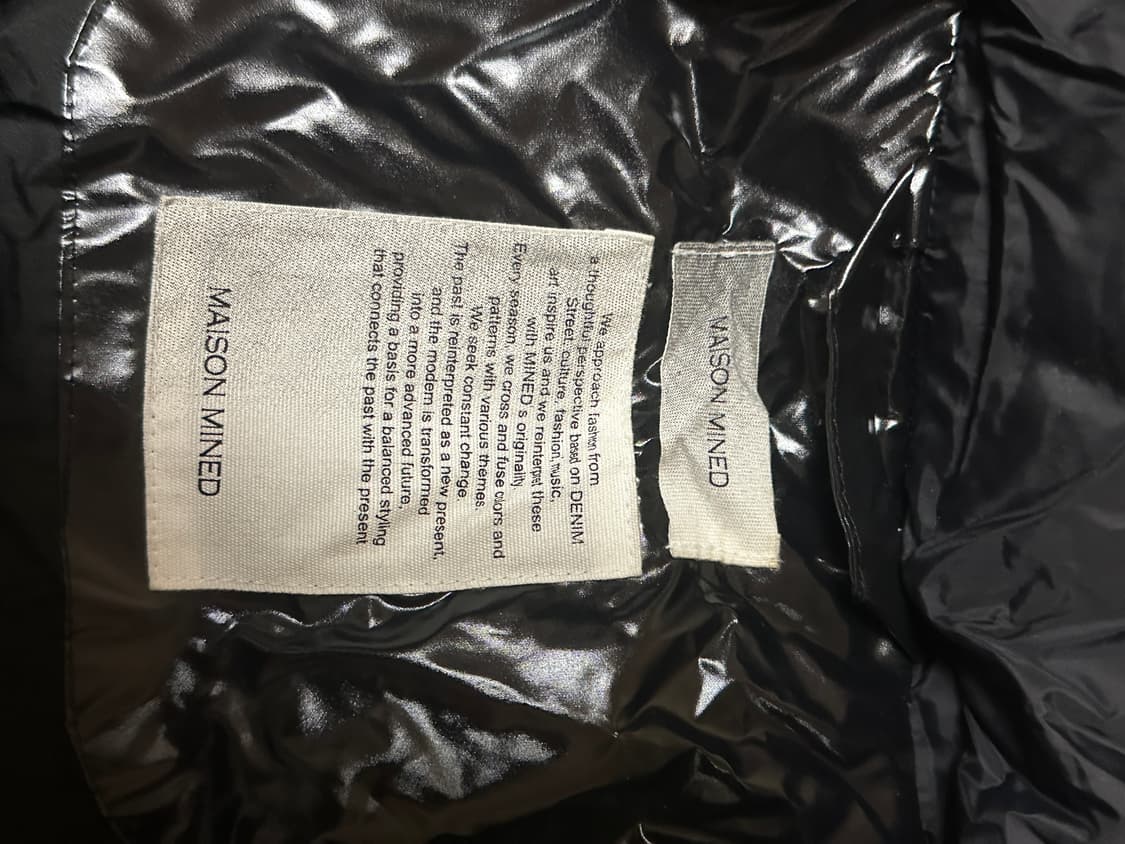 MAISON MINED
We approach fashion from
a thoughtful perspective based on DENIM
Street culture, fashion, music,
art inspire us and we reinterpret these
with MINED s originality.
Every season, we cross and fuse colors and
patterns with various themes.
We seek constant change.
The past is reinterpreted as a new present,
and the modem is transformed
into a more advanced future,
providing a basis for a balanced styling
that connects the past with the present
MAISON MINED